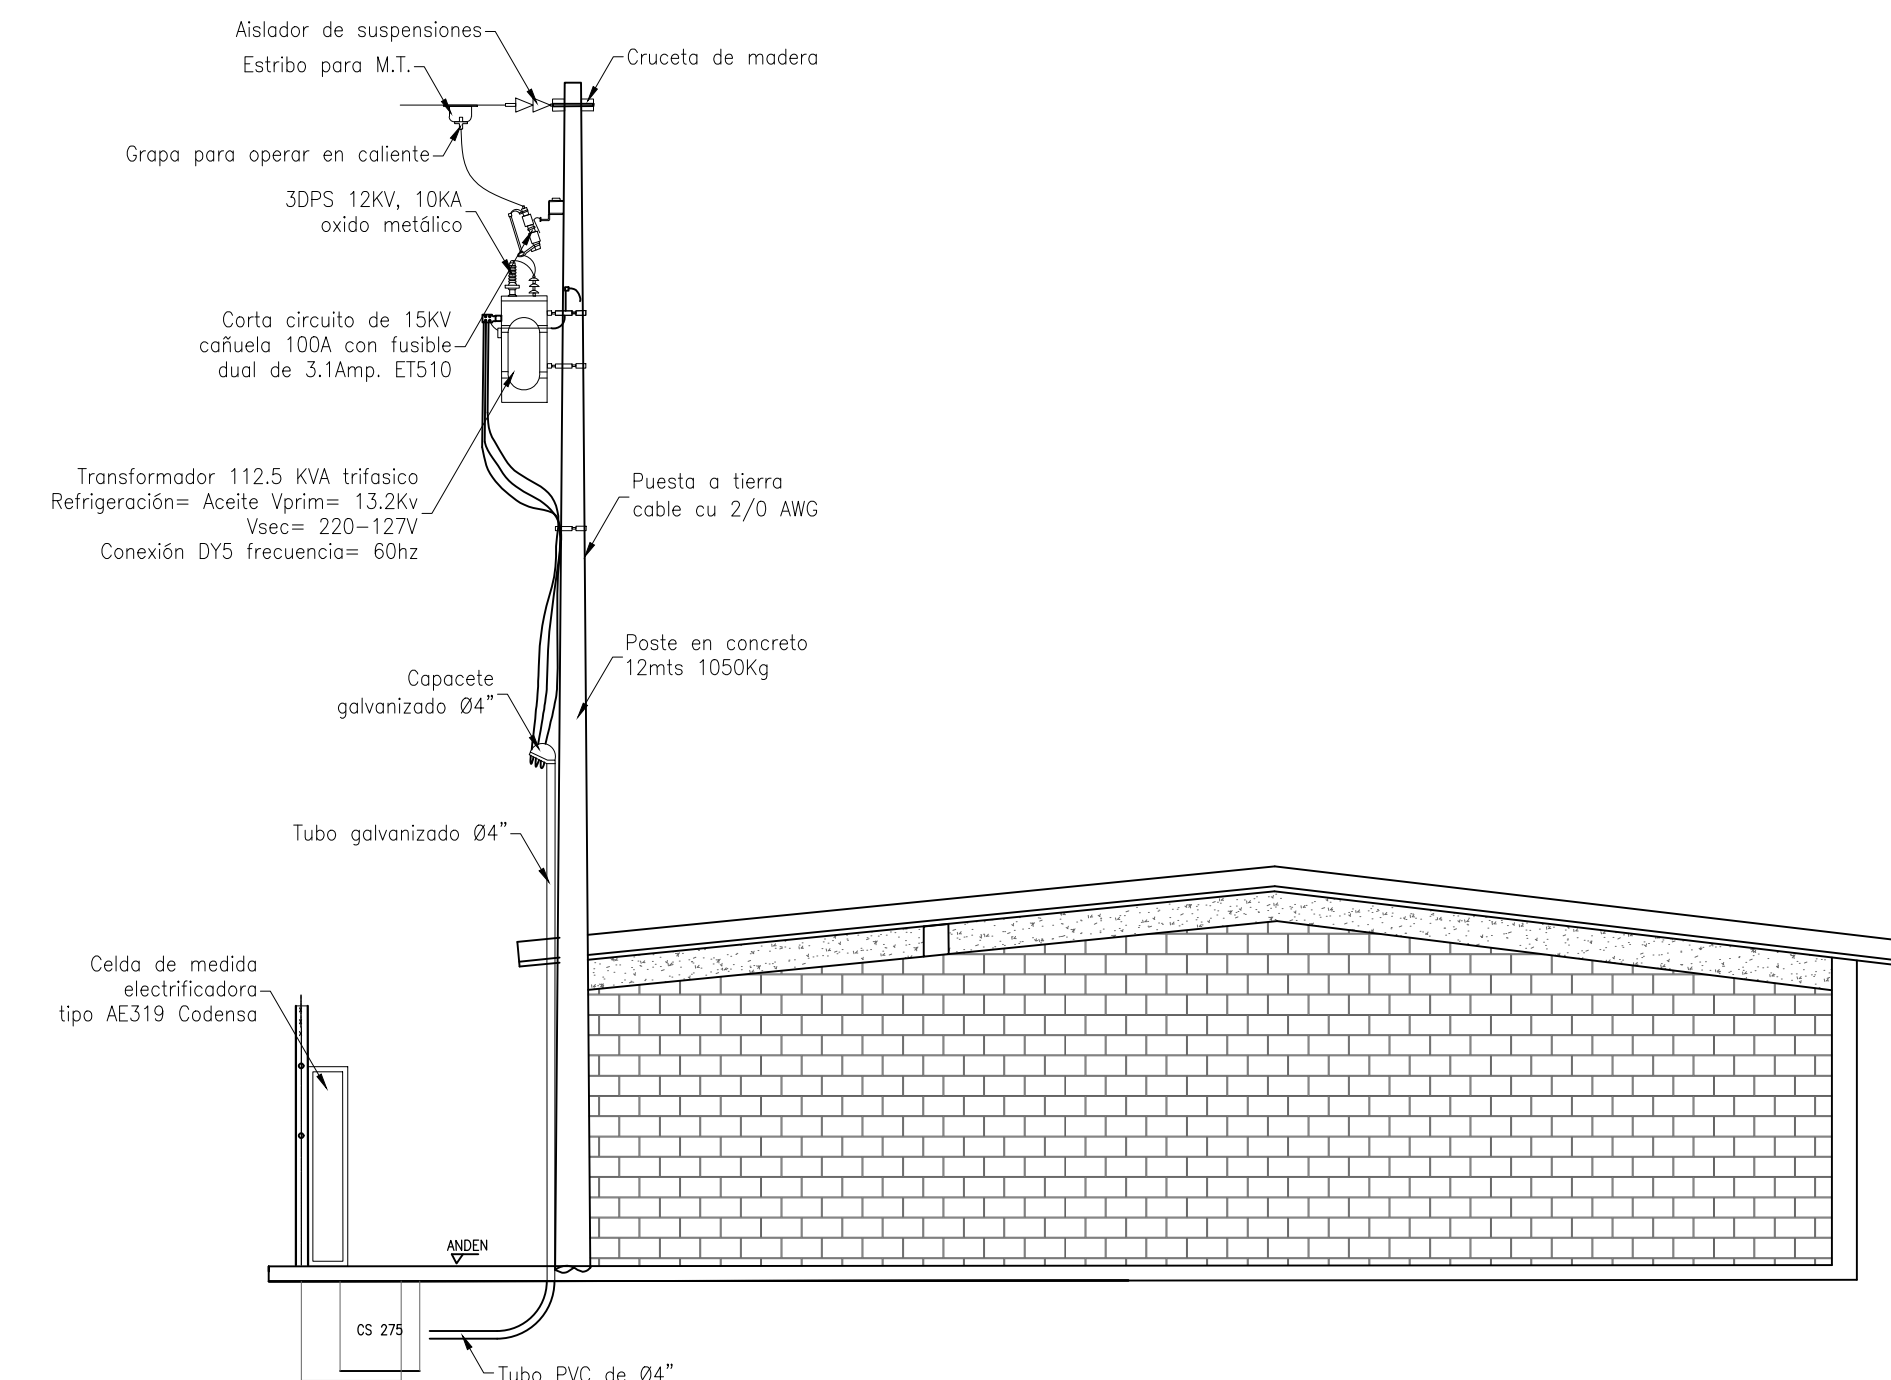 Aislador de suspensiones
Estribo para M.T.
Cruceta de madera
Grapa para operar en caliente
3DPS 12KV, 10KA
oxido metálico
Corta circuito de 15KV
cañuela 100A con fusible
dual de 3.1Amp. ET510
Transformador 112.5 KVA trifasico
Refrigeración= Aceite Vprim= 13.2Kv
Vsec= 220-127V
Conexión DY5 frecuencia= 60hz
Puesta a tierra
cable cu 2/0 AWG
Poste en concreto
12mts 1050Kg
Capacete
galvanizado Ø4”
Tubo galvanizado Ø4”
Celda de medida
electrificadora
tipo AE319 Codensa
ANDEN
CS 275
Tubo PVC de Ø4”